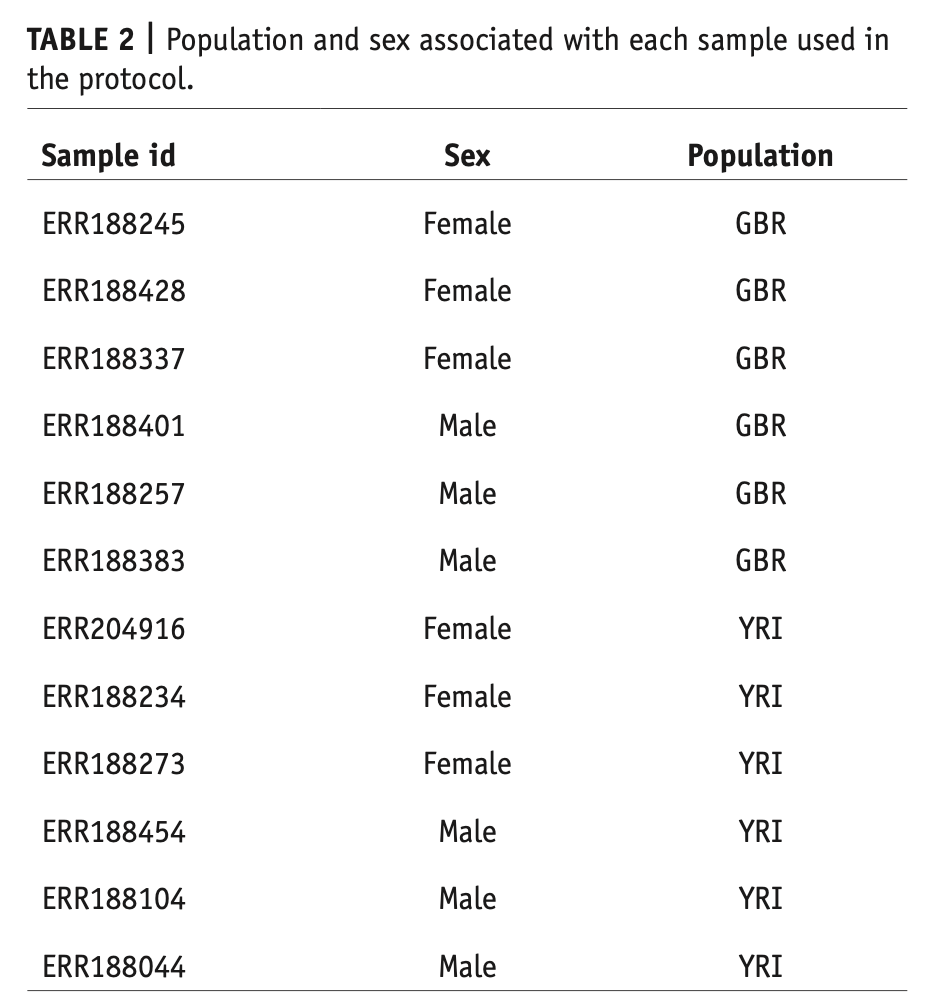 TABLE 2 | Population and sex associated with each sample used in
the protocol.
Sample id Sex Population
ERR188245 Female GBR
ERR188428 Female GBR
ERR188337 Female GBR
ERR188401 Male GBR
ERR188257 Male GBR
ERR188383 Male GBR
ERR204916 Female YRI
ERR188234 Female YRI
ERR188273 Female YRI
ERR188454 Male YRI
ERR188104 Male YRI
ERR188044 Male YRI